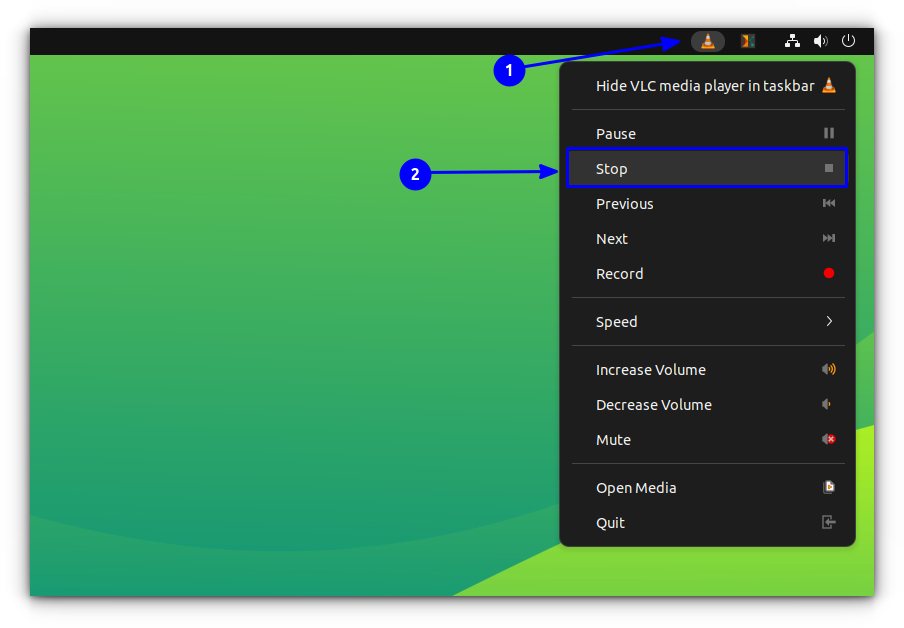 1
Hide VLC media player in taskbar
Pause
2
Stop
Previous
Next
Record
Speed
Increase Volume
Decrease Volume
Mute
Open Media
Quit